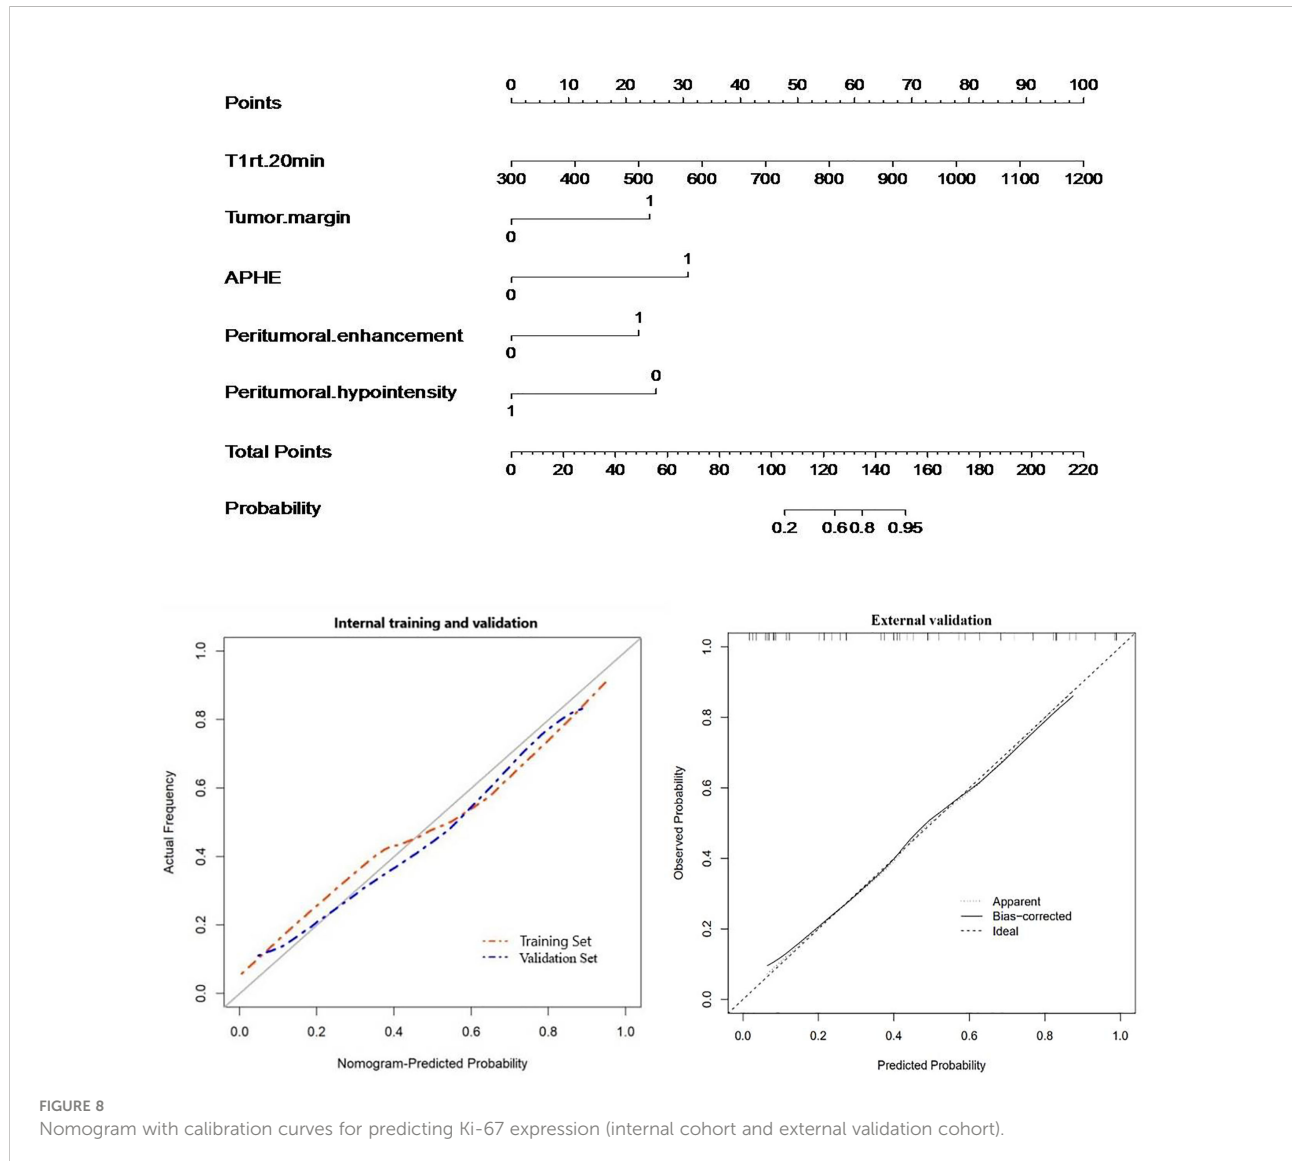 0 10 20 30 40 50 60 70 80 90 100
Points
T1rt.20min
300 400 500 600 700 800 900 1000 1100 1200
1
Tumor.margin
0
1
APHE
0
1
Peritumoral.enhancement
0
0
Peritumoral.hypointensity
1
Total Points
0 20 40 60 80 100 120 140 160 180 200 220
Probability
0.2 0.6 0.8 0.95
Internal training and validation
1.0
0.8
0.6
0.4
0.2
0.0
Actual Frequency
Training Set
Validation Set
0.0 0.2 0.4 0.6 0.8 1.0
Nomogram-Predicted Probability
External validation
1.0
0.8
0.6
0.4
0.2
0.0
Observed Probability
Apparent
Bias-corrected
Ideal
0.0 0.2 0.4 0.6 0.8 1.0
Predicted Probability
FIGURE 8
Nomogram with calibration curves for predicting Ki-67 expression (internal cohort and external validation cohort).